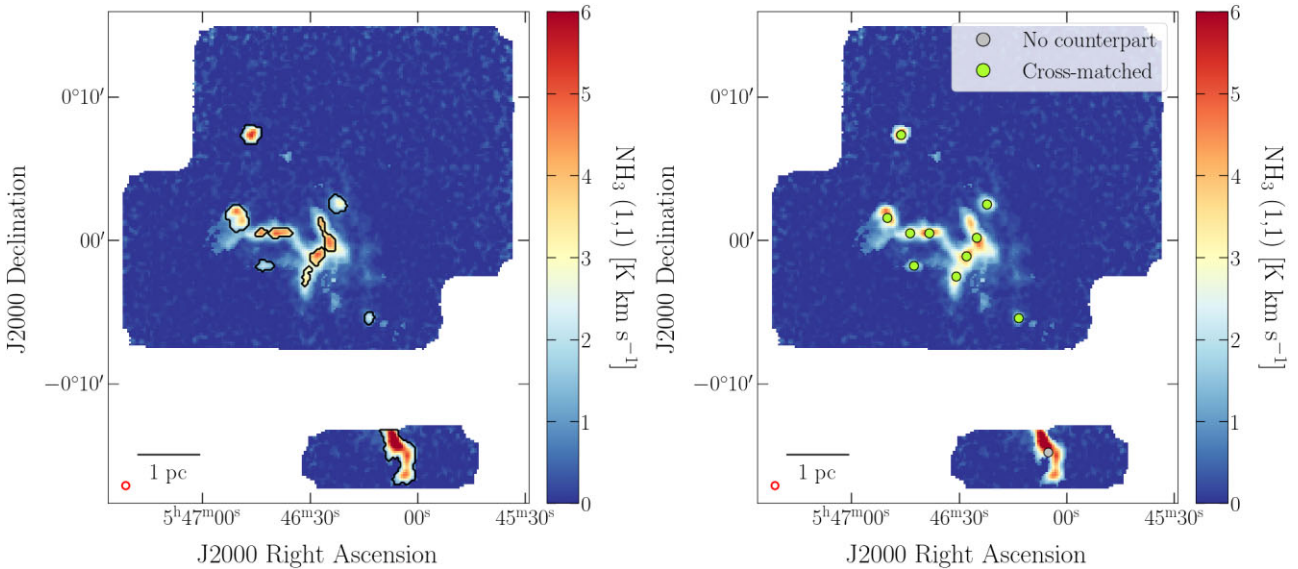 0°10′
00′
−0°10′
J2000 Declination
1 pc
5ʰ47ᵐ00ˢ
46ᵐ30ˢ
00ˢ
45ᵐ30ˢ
J2000 Right Ascension
6
5
4
3
2
1
0
NH₃ (1,1) [K km s⁻¹]
No counterpart
Cross-matched
0°10′
00′
−0°10′
J2000 Declination
1 pc
5ʰ47ᵐ00ˢ
46ᵐ30ˢ
00ˢ
45ᵐ30ˢ
J2000 Right Ascension
6
5
4
3
2
1
0
NH₃ (1,1) [K km s⁻¹]